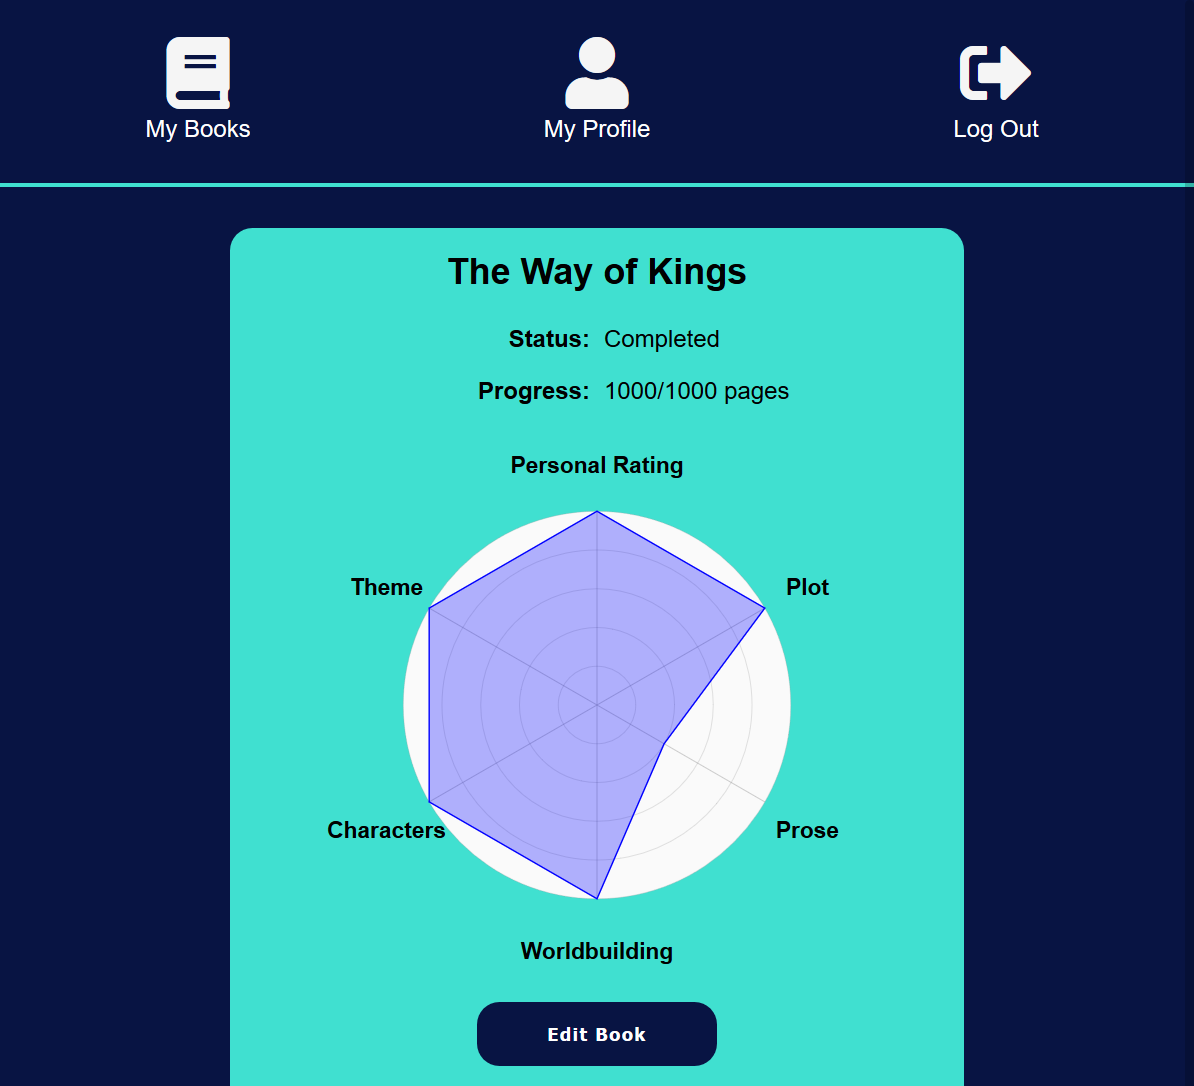 My Books
My Profile
Log Out
The Way of Kings
Status: Completed
Progress: 1000/1000 pages
Personal Rating
Theme
Plot
Characters
Prose
Worldbuilding
Edit Book